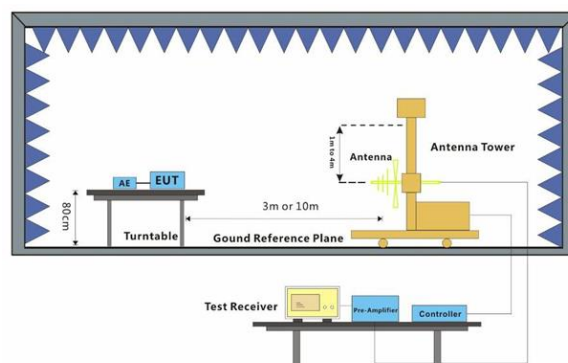 1m to 4m
Antenna
Antenna Tower
AE
EUT
80cm
3m or 10m
Turntable
Gound Reference Plane
Test Receiver
Pre-Amplifier
Controller